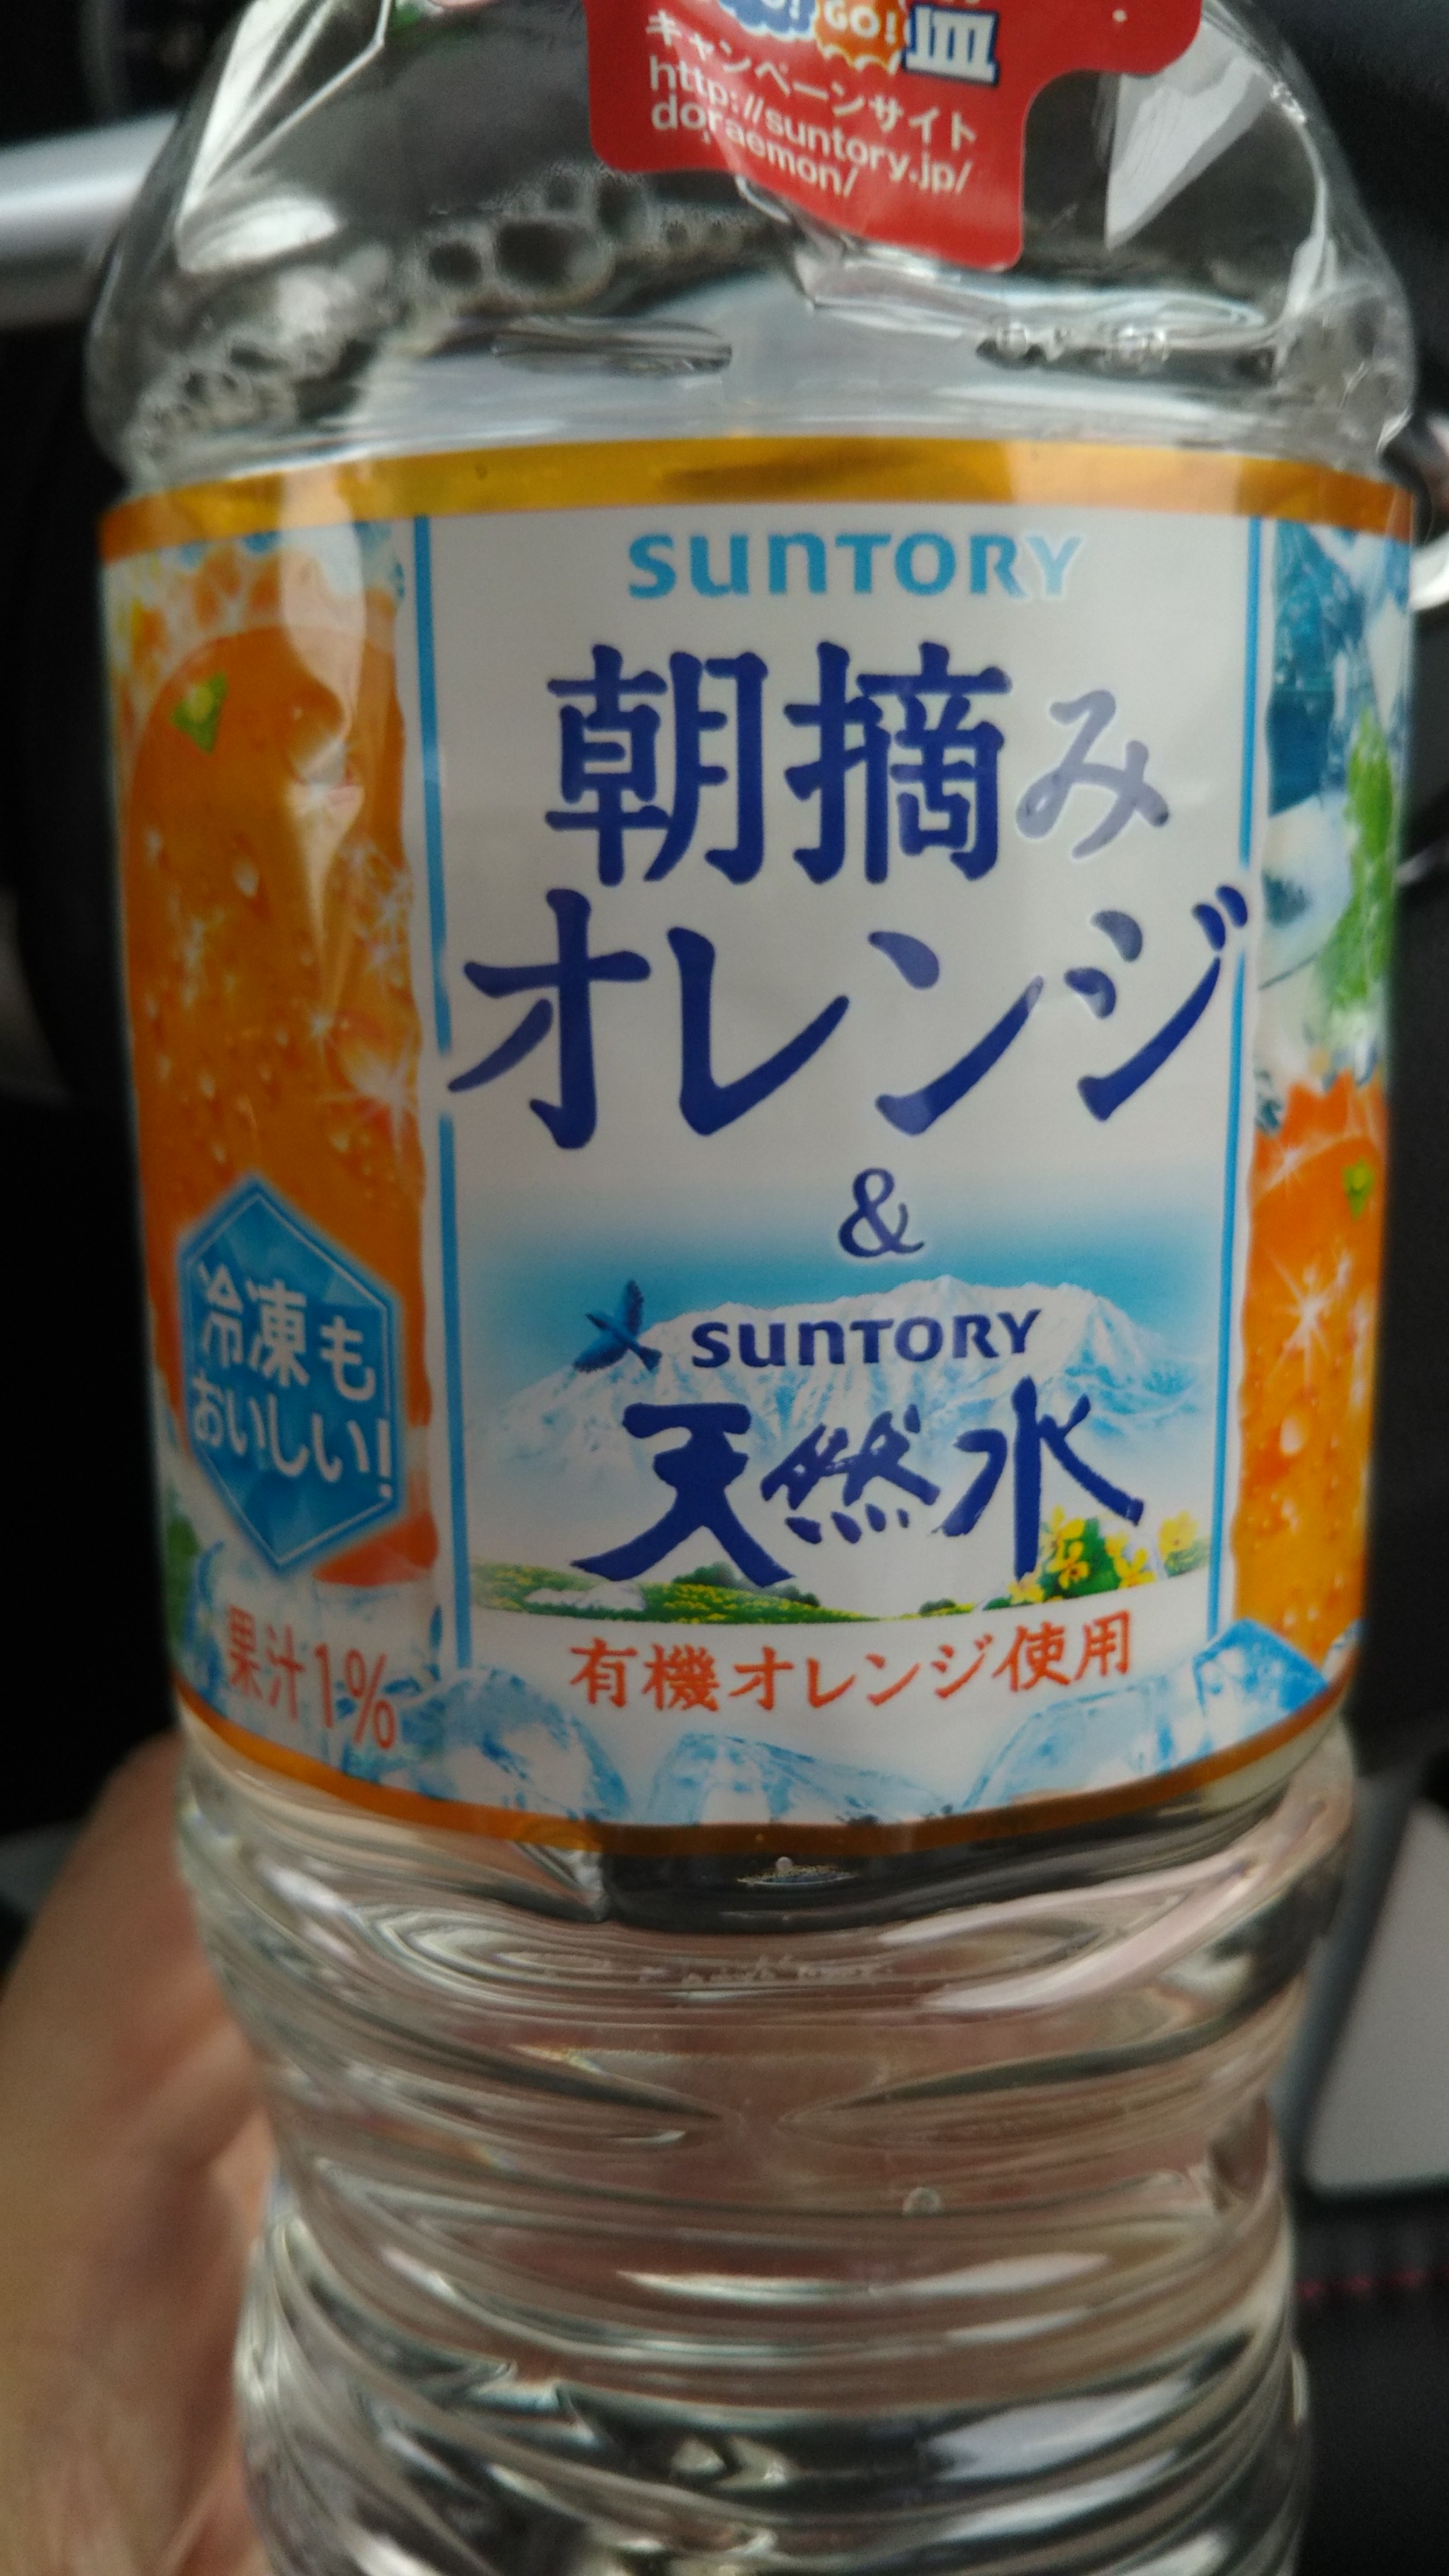 GO!
皿
キャンペーンサイト
http://suntory.jp/
doraemon/
SUNTORY
朝摘み
オレンジ
&
SUNTORY
天然水
冷凍も
おいしい!
果汁1%
有機オレンジ使用